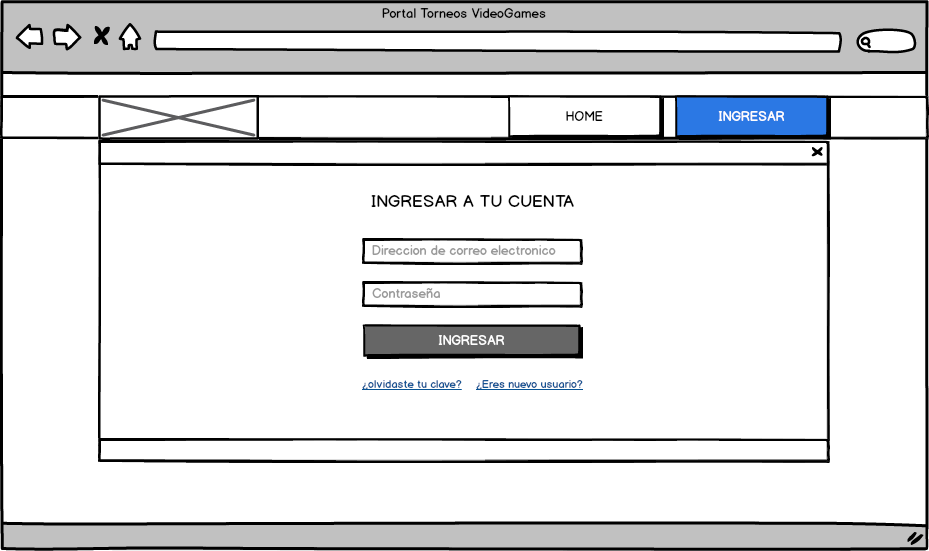 Portal Torneos VideoGames
HOME
INGRESAR
INGRESAR A TU CUENTA
Direccion de correo electronico
Contraseña
INGRESAR
¿olvidaste tu clave? ¿Eres nuevo usuario?